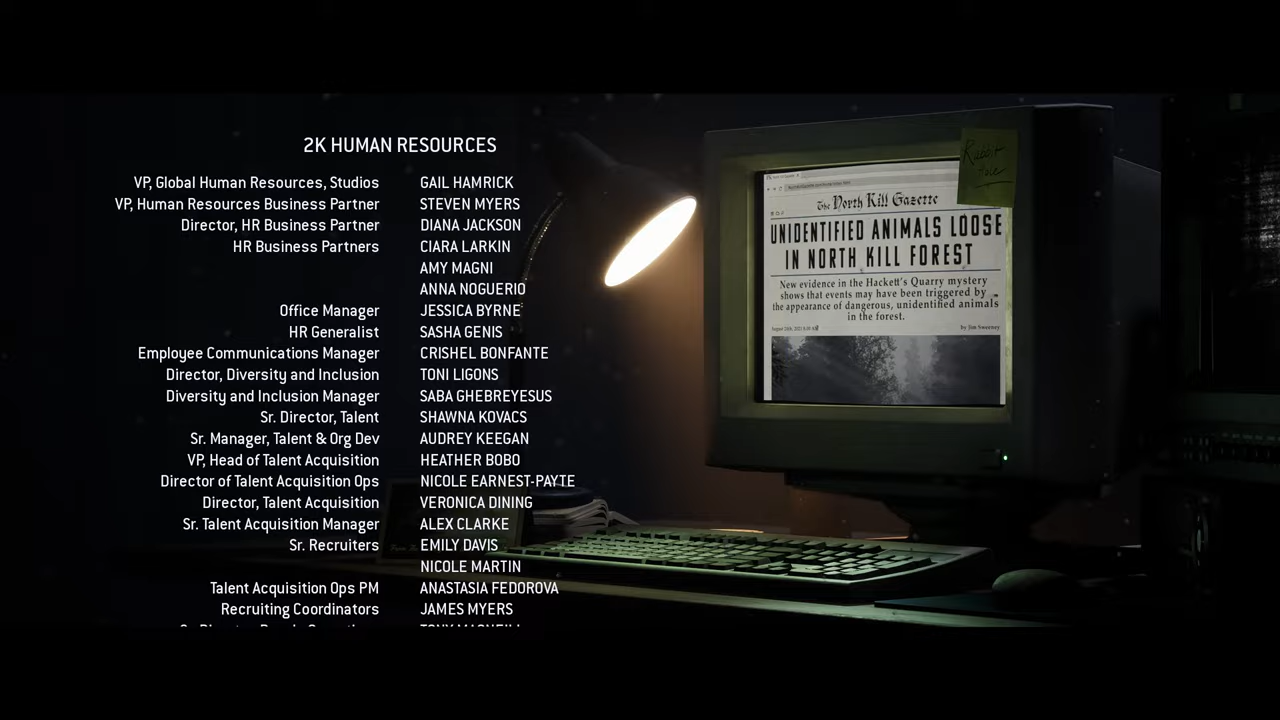 2K HUMAN RESOURCES
VP, Global Human Resources, Studios GAIL HAMRICK
VP, Human Resources Business Partner STEVEN MYERS
Director, HR Business Partner DIANA JACKSON
HR Business Partners CIARA LARKIN
AMY MAGNI
ANNA NOGUERIO
Office Manager JESSICA BYRNE
HR Generalist SASHA GENIS
Employee Communications Manager CRISHEL BONFANTE
Director, Diversity and Inclusion TONI LIGONS
Diversity and Inclusion Manager SABA GHEBREYESUS
Sr. Director, Talent SHAWNA KOVACS
Sr. Manager, Talent & Org Dev AUDREY KEEGAN
VP, Head of Talent Acquisition HEATHER BOBO
Director of Talent Acquisition Ops NICOLE EARNEST-PAYTE
Director, Talent Acquisition VERONICA DINING
Sr. Talent Acquisition Manager ALEX CLARKE
Sr. Recruiters EMILY DAVIS
NICOLE MARTIN
Talent Acquisition Ops PM ANASTASIA FEDOROVA
Recruiting Coordinators JAMES MYERS
Rabbit
Hole
The North Kill Gazette
UNIDENTIFIED ANIMALS LOOSE
IN NORTH KILL FOREST
New evidence in the Hackett's Quarry mystery
shows that events may have been triggered by
the appearance of dangerous, unidentified animals
in the forest.
by Jim Sweeney